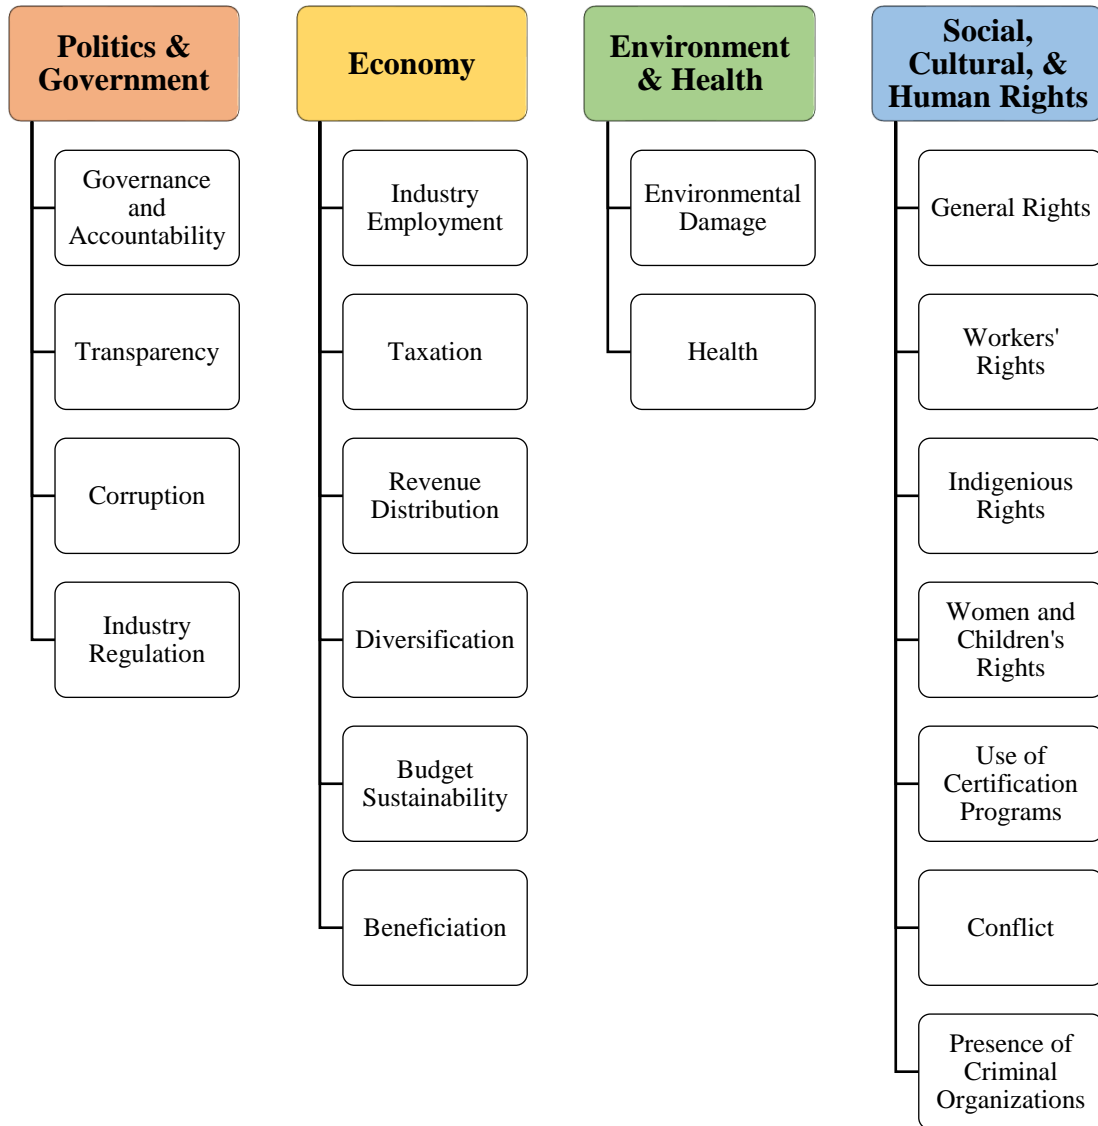 Politics &
Government
Governance
and
Accountability
Transparency
Corruption
Industry
Regulation
Economy
Industry
Employment
Taxation
Revenue
Distribution
Diversification
Budget
Sustainability
Beneficiation
Environment
& Health
Environmental
Damage
Health
Social,
Cultural, &
Human Rights
General Rights
Workers'
Rights
Indigenious
Rights
Women and
Children's
Rights
Use of
Certification
Programs
Conflict
Presence of
Criminal
Organizations